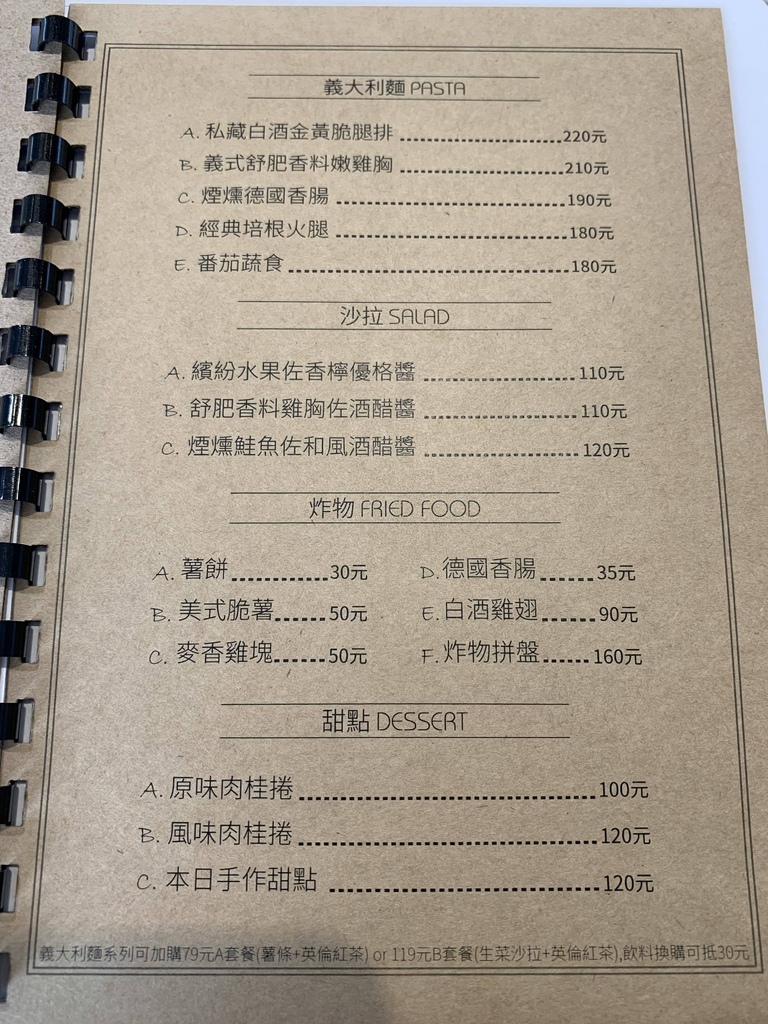 義大利麵 PASTA
A. 私藏白酒金黃脆腿排 220元
B. 義式舒肥香料嫩雞胸 210元
C. 煙燻德國香腸 190元
D. 經典培根火腿 180元
E. 番茄蔬食 180元
沙拉 SALAD
A. 繽紛水果佐香檸優格醬 110元
B. 舒肥香料雞胸佐酒醋醬 110元
C. 煙燻鮭魚佐和風酒醋醬 120元
炸物 FRIED FOOD
A. 薯餅 30元 D. 德國香腸 35元
B. 美式脆薯 50元 E. 白酒雞翅 90元
C. 麥香雞塊 50元 F. 炸物拼盤 160元
甜點 DESSERT
A. 原味肉桂捲 100元
B. 風味肉桂捲 120元
C. 本日手作甜點 120元
義大利麵系列可加購79元A套餐(薯條+英倫紅茶) or 119元B套餐(生菜沙拉+英倫紅茶),飲料換購可抵30元